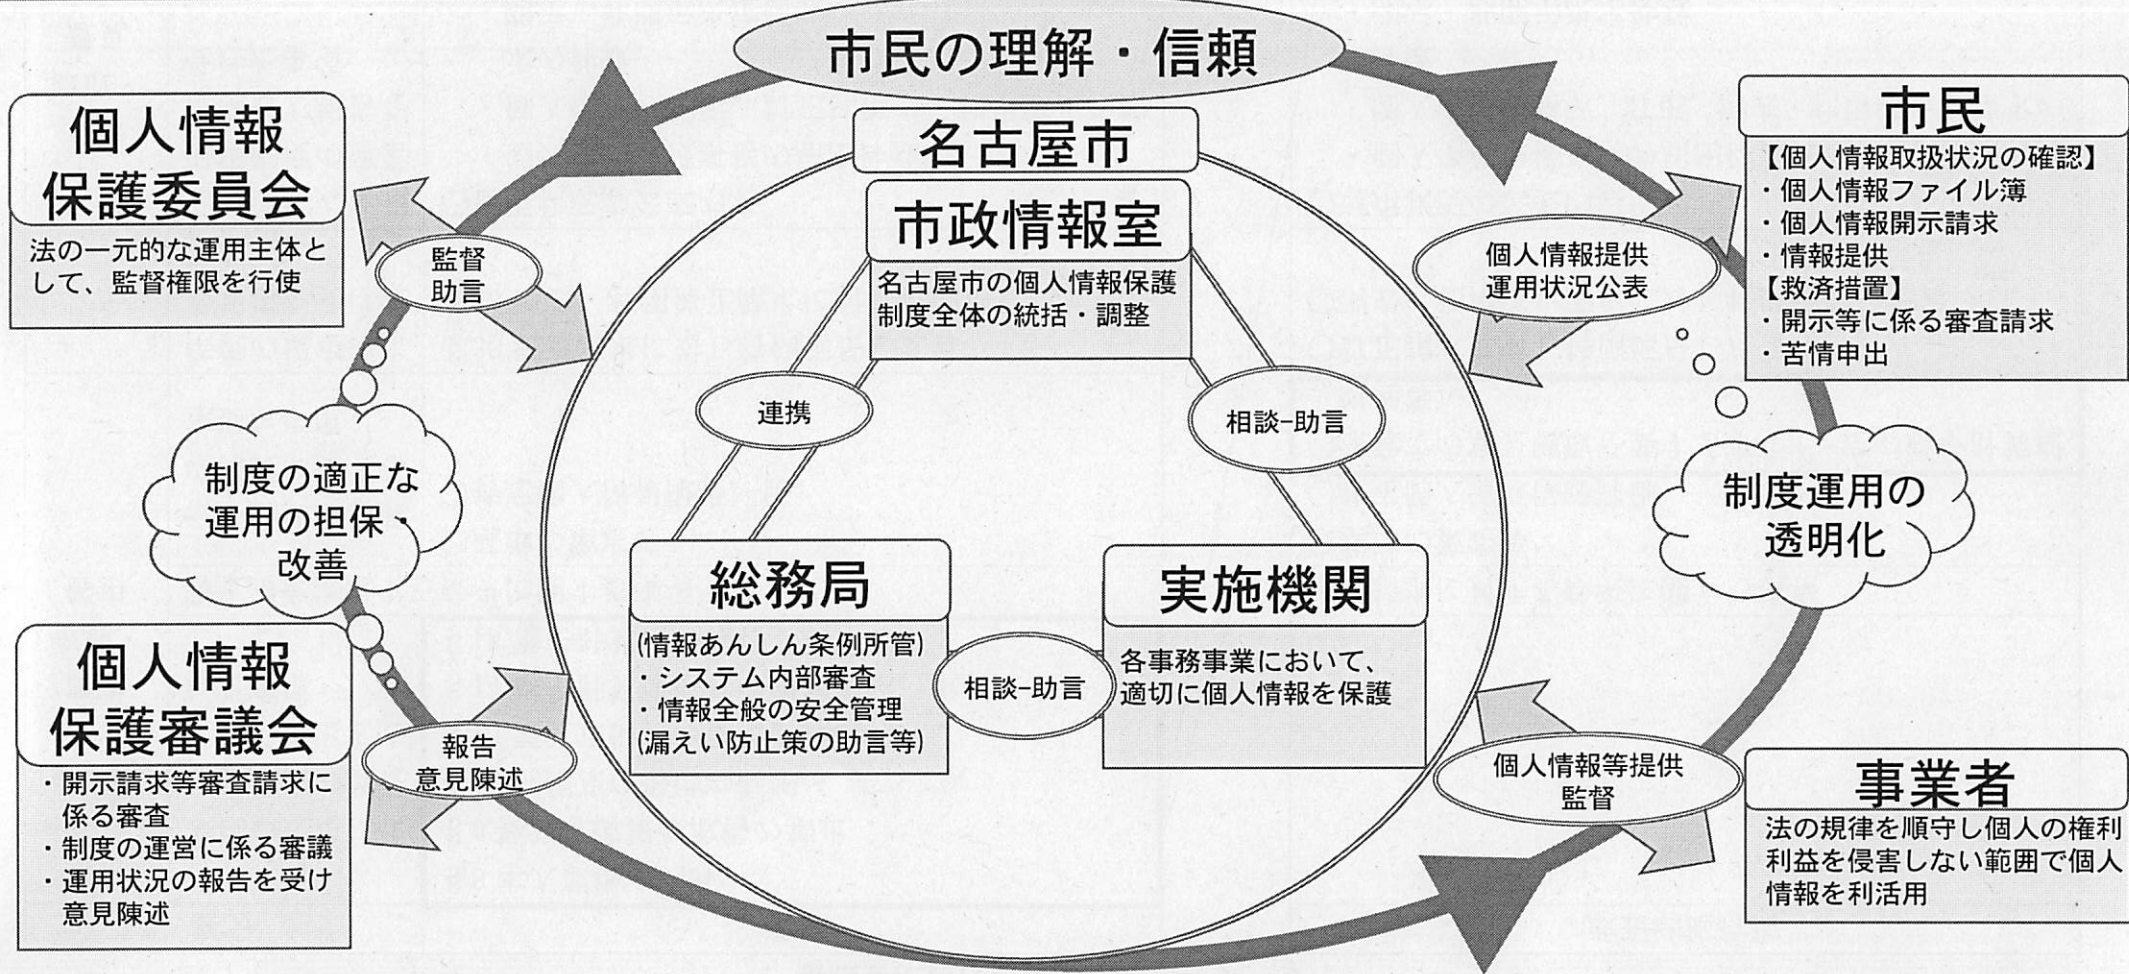 市民の理解・信頼
個人情報
保護委員会
法の一元的な運用主体と
して、監督権限を行使
監督
助言
名古屋市
市政情報室
名古屋市の個人情報保護
制度全体の統括・調整
連携
相談-助言
個人情報提供
運用状況公表
市民
【個人情報取扱状況の確認】
・個人情報ファイル簿
・個人情報開示請求
・情報提供
【救済措置】
・開示等に係る審査請求
・苦情申出
制度の適正な
運用の担保・
改善
制度運用の
透明化
総務局
(情報あんしん条例所管)
・システム内部審査
・情報全般の安全管理
(漏えい防止策の助言等)
相談-助言
実施機関
各事務事業において、
適切に個人情報を保護
個人情報
保護審議会
・開示請求等審査請求に
係る審査
・制度の運営に係る審議
・運用状況の報告を受け
意見陳述
報告
意見陳述
個人情報等提供
監督
事業者
法の規律を順守し個人の権利
利益を侵害しない範囲で個人
情報を利活用